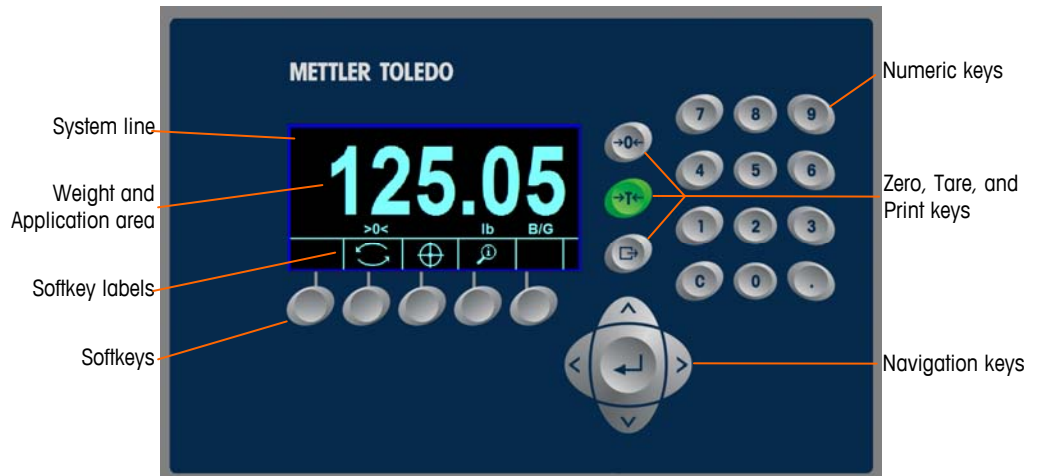 METTLER TOLEDO
System line
Weight and
Application area
Softkey labels
Softkeys
125.05
>0<
lb
B/G
→0←
→T←
7
8
9
4
5
6
1
2
3
C
0
.
Numeric keys
Zero, Tare, and
Print keys
Navigation keys